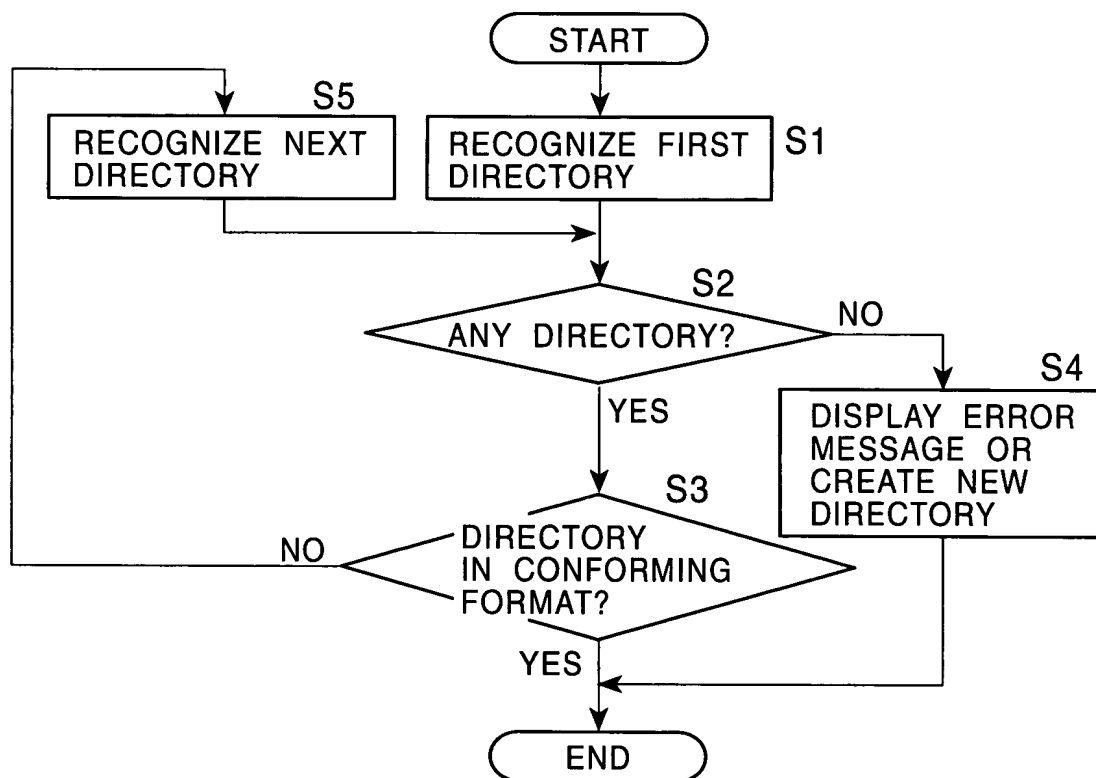 START
S5
RECOGNIZE NEXT
DIRECTORY
RECOGNIZE FIRST
DIRECTORY
S1
S2
ANY DIRECTORY?
NO
YES
S4
DISPLAY ERROR
MESSAGE OR
CREATE NEW
DIRECTORY
S3
DIRECTORY
IN CONFORMING
FORMAT?
NO
YES
END